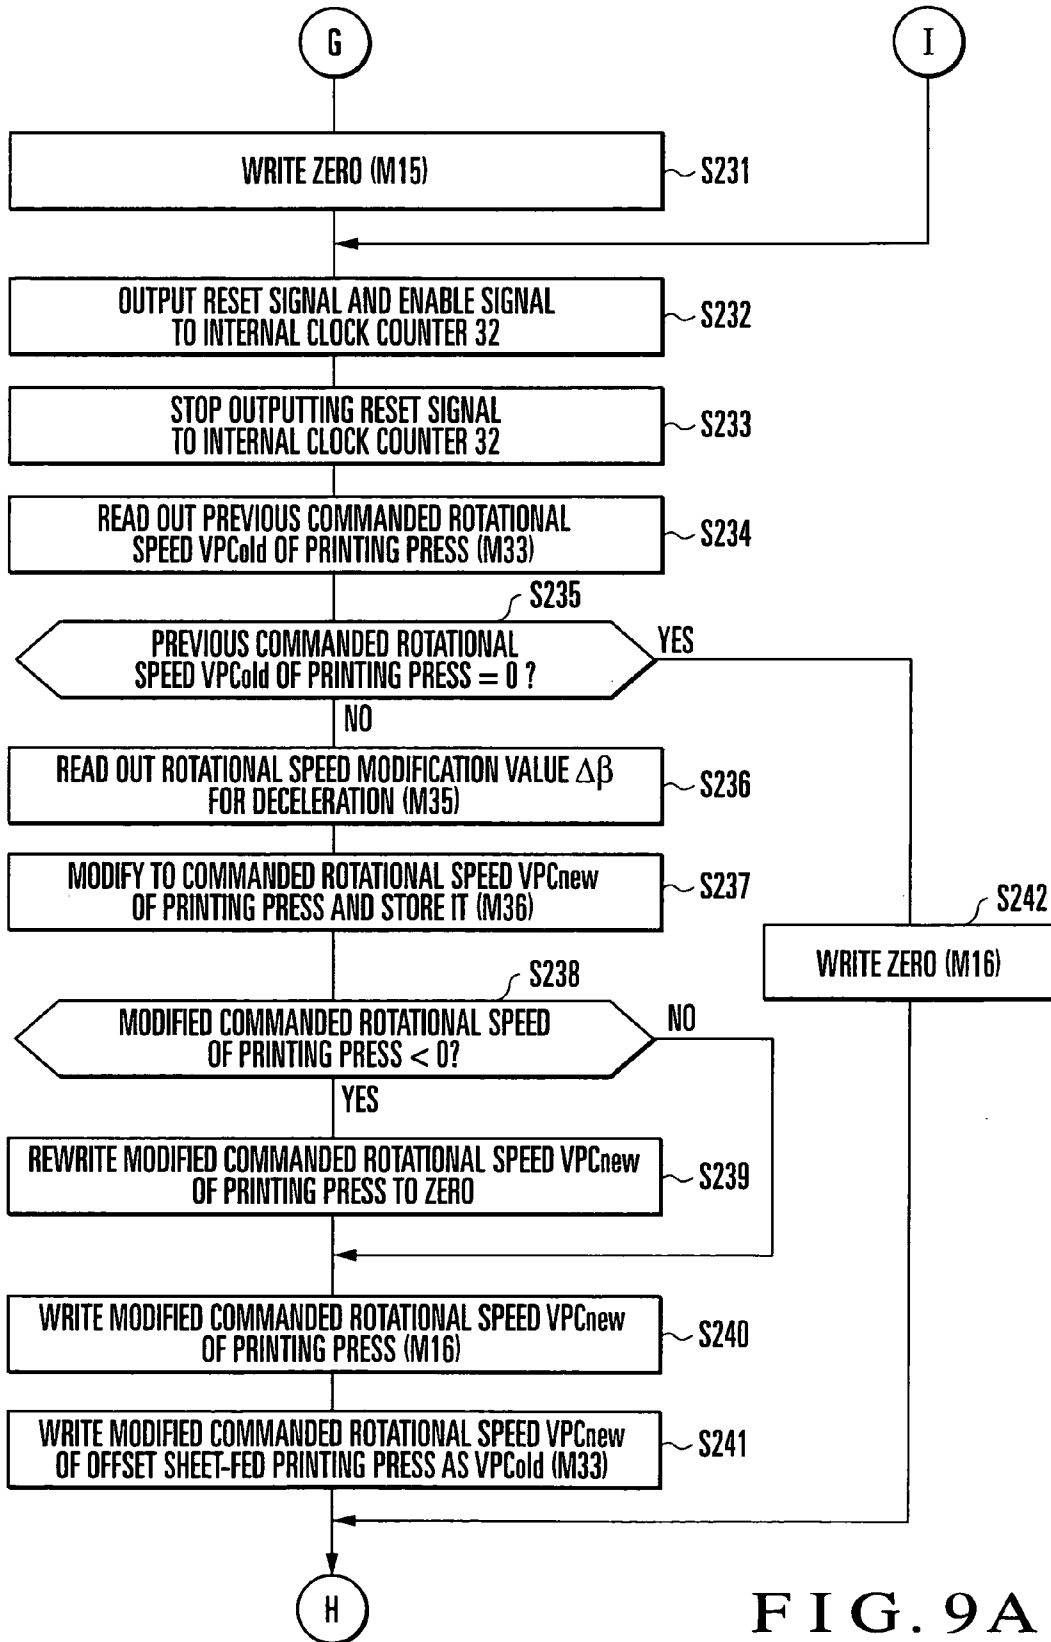 G
I
WRITE ZERO (M15)
S231
OUTPUT RESET SIGNAL AND ENABLE SIGNAL
TO INTERNAL CLOCK COUNTER 32
S232
STOP OUTPUTTING RESET SIGNAL
TO INTERNAL CLOCK COUNTER 32
S233
READ OUT PREVIOUS COMMANDED ROTATIONAL
SPEED VPCold OF PRINTING PRESS (M33)
S234
S235
PREVIOUS COMMANDED ROTATIONAL
SPEED VPCold OF PRINTING PRESS = 0 ?
YES
NO
READ OUT ROTATIONAL SPEED MODIFICATION VALUE Δβ
FOR DECELERATION (M35)
S236
MODIFY TO COMMANDED ROTATIONAL SPEED VPCnew
OF PRINTING PRESS AND STORE IT (M36)
S237
S242
WRITE ZERO (M16)
S238
MODIFIED COMMANDED ROTATIONAL SPEED
OF PRINTING PRESS < 0?
NO
YES
REWRITE MODIFIED COMMANDED ROTATIONAL SPEED VPCnew
OF PRINTING PRESS TO ZERO
S239
WRITE MODIFIED COMMANDED ROTATIONAL SPEED VPCnew
OF PRINTING PRESS (M16)
S240
WRITE MODIFIED COMMANDED ROTATIONAL SPEED VPCnew
OF OFFSET SHEET-FED PRINTING PRESS AS VPCold (M33)
S241
H
FIG. 9A